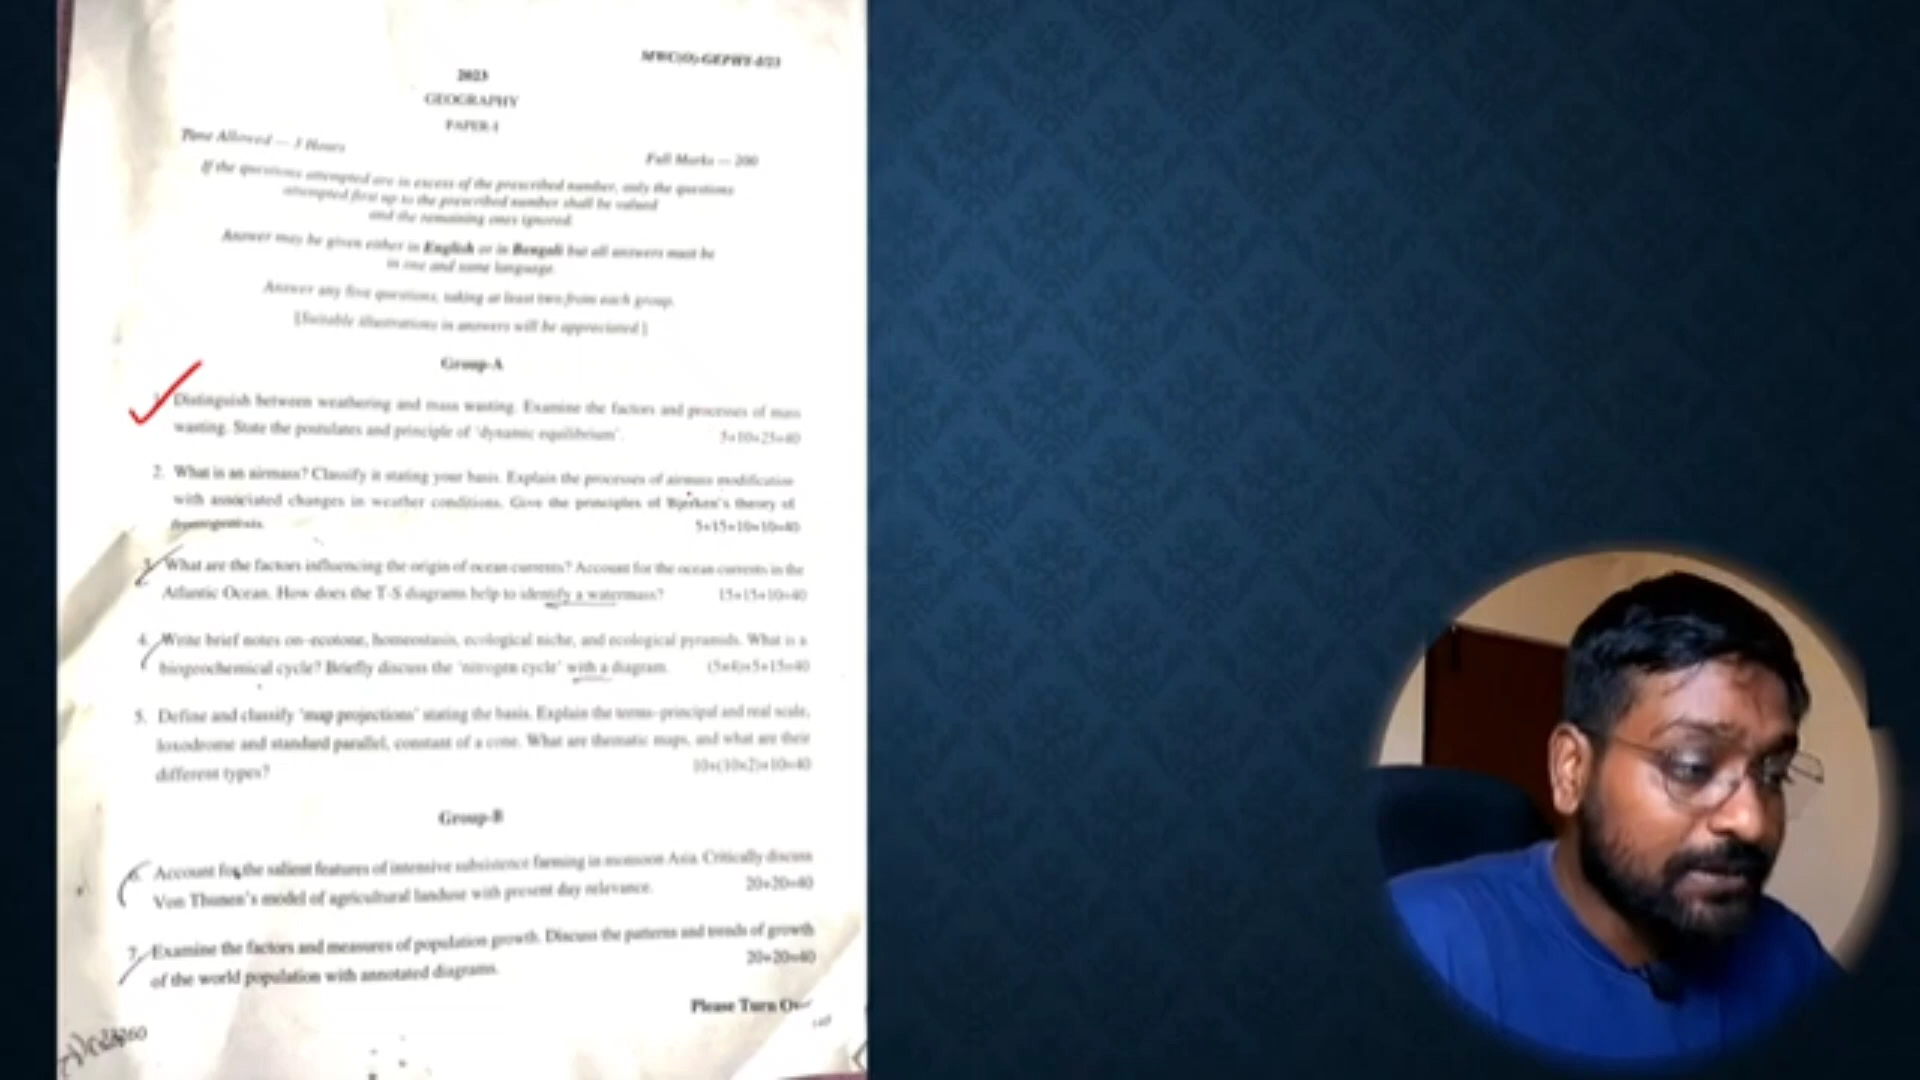 2023
GEOGRAPHY
PAPER-I
Time Allowed — 3 Hours
Full Marks — 200
If the questions attempted are in excess of the prescribed number, only the questions
attempted first up to the prescribed number shall be valued
and the remaining ones ignored.
Answer may be given either in English or in Bengali but all answers must be
in one and same language.
Answer any five questions, taking at least two from each group.
[Suitable illustrations in answers will be appreciated]
Group-A
Distinguish between weathering and mass wasting. Examine the factors and processes of mass
wasting. State the postulates and principle of 'dynamic equilibrium'. 5+10+25=40
2. What is an airmass? Classify it stating your basis. Explain the processes of airmass modification
with associated changes in weather conditions. Give the principles of theory of
5+15+10+10=40
3. What are the factors influencing the origin of ocean currents? Account for the ocean currents in the
Atlantic Ocean. How does the T-S diagrams help to identify a watermass? 15+15+10=40
4. Write brief notes on–ecotone, homeostasis, ecological niche, and ecological pyramids. What is a
biogeochemical cycle? Briefly discuss the 'nitrogen cycle' with a diagram. (5×4)+5+15=40
5. Define and classify 'map projections' stating the basis. Explain the terms–principal and real scale,
loxodrome and standard parallel, constant of a cone. What are thematic maps, and what are their
different types? 10+(10×2)+10=40
Group-B
6. Account for the salient features of intensive subsistence farming in monsoon Asia. Critically discuss
Von Thunen's model of agricultural landuse with present day relevance. 20+20=40
7. Examine the factors and measures of population growth. Discuss the patterns and trends of growth
of the world population with annotated diagrams. 20+20=40
Please Turn